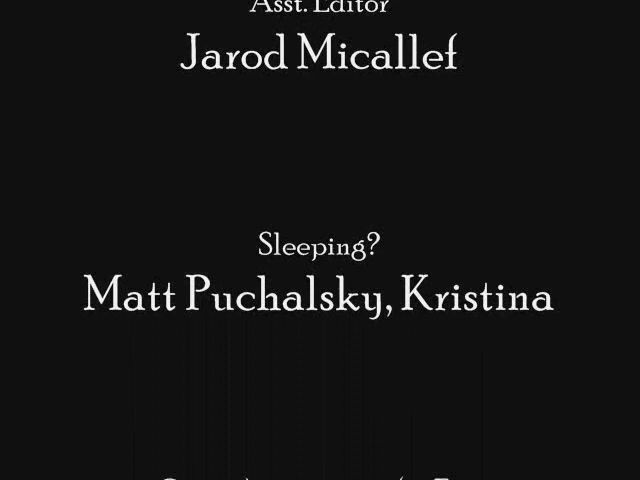 Asst. Editor
Jarod Micallef
Sleeping?
Matt Puchalsky, Kristina